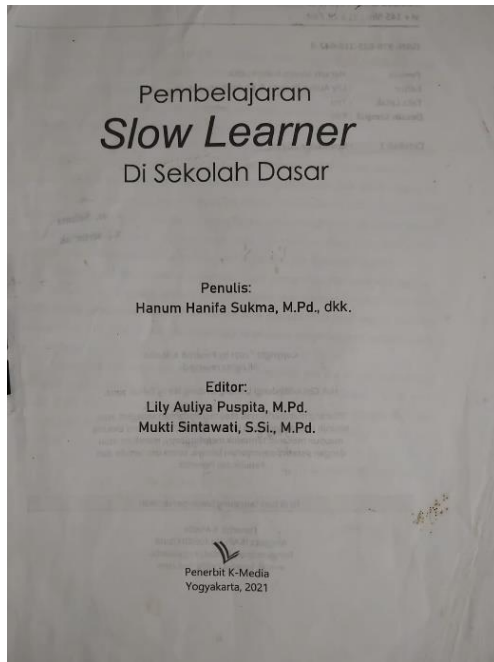 Pembelajaran
Slow Learner
Di Sekolah Dasar
Penulis:
Hanum Hanifa Sukma, M.Pd., dkk.
Editor:
Lily Auliya Puspita, M.Pd.
Mukti Sintawati, S.Si., M.Pd.
Penerbit K-Media
Yogyakarta, 2021